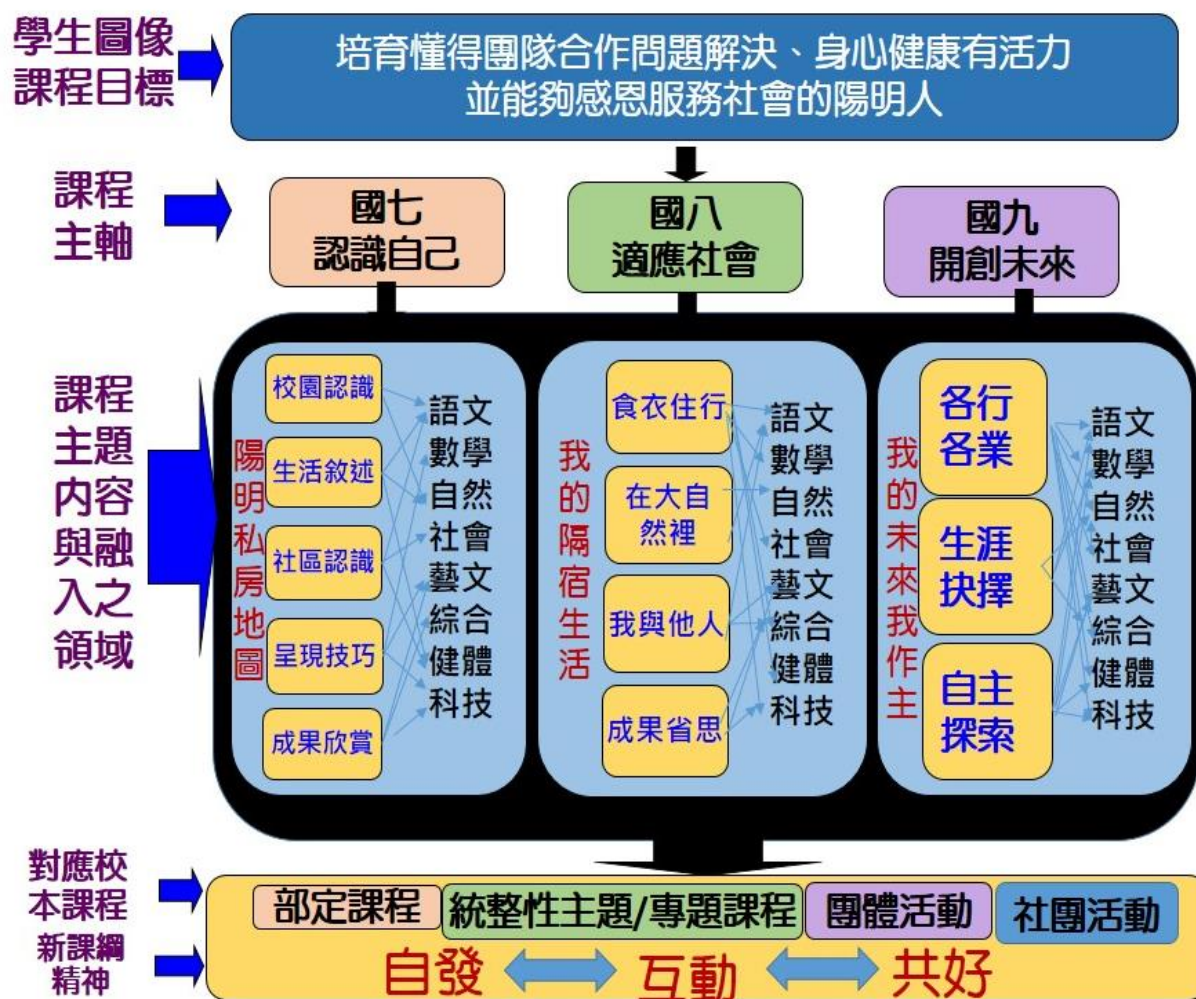 學生圖像
課程目標
培育懂得團隊合作問題解決、身心健康有活力
並能夠感恩服務社會的陽明人
課程
主軸
國七
認識自己
國八
適應社會
國九
開創未來
課程
主題
內容
與融
入之
領域
陽明私房地圖
校園認識
生活敘述
社區認識
呈現技巧
成果欣賞
語文
數學
自然
社會
藝文
綜合
健體
科技
我的隔宿生活
食衣住行
在大自
然裡
我與他人
成果省思
語文
數學
自然
社會
藝文
綜合
健體
科技
我的未來我作主
各行
各業
生涯
抉擇
自主
探索
語文
數學
自然
社會
藝文
綜合
健體
科技
對應校
本課程
部定課程
統整性主題/專題課程
團體活動
社團活動
新課綱
精神
自發
互動
共好